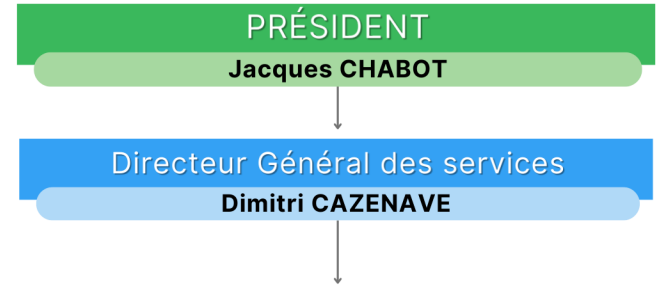 PRÉSIDENT
Jacques CHABOT
Directeur Général des services
Dimitri CAZENAVE